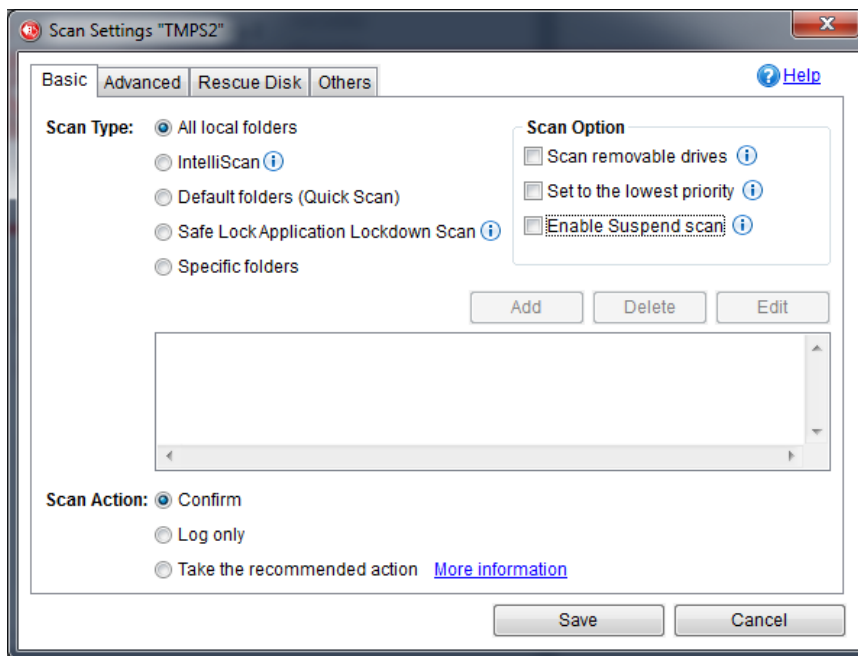 Scan Settings "TMPS2"
Basic
Advanced
Rescue Disk
Others
Help
Scan Type:
All local folders
IntelliScan
Default folders (Quick Scan)
Safe Lock Application Lockdown Scan
Specific folders
Scan Option
Scan removable drives
Set to the lowest priority
Enable Suspend scan
Add
Delete
Edit
Scan Action:
Confirm
Log only
Take the recommended action
More information
Save
Cancel